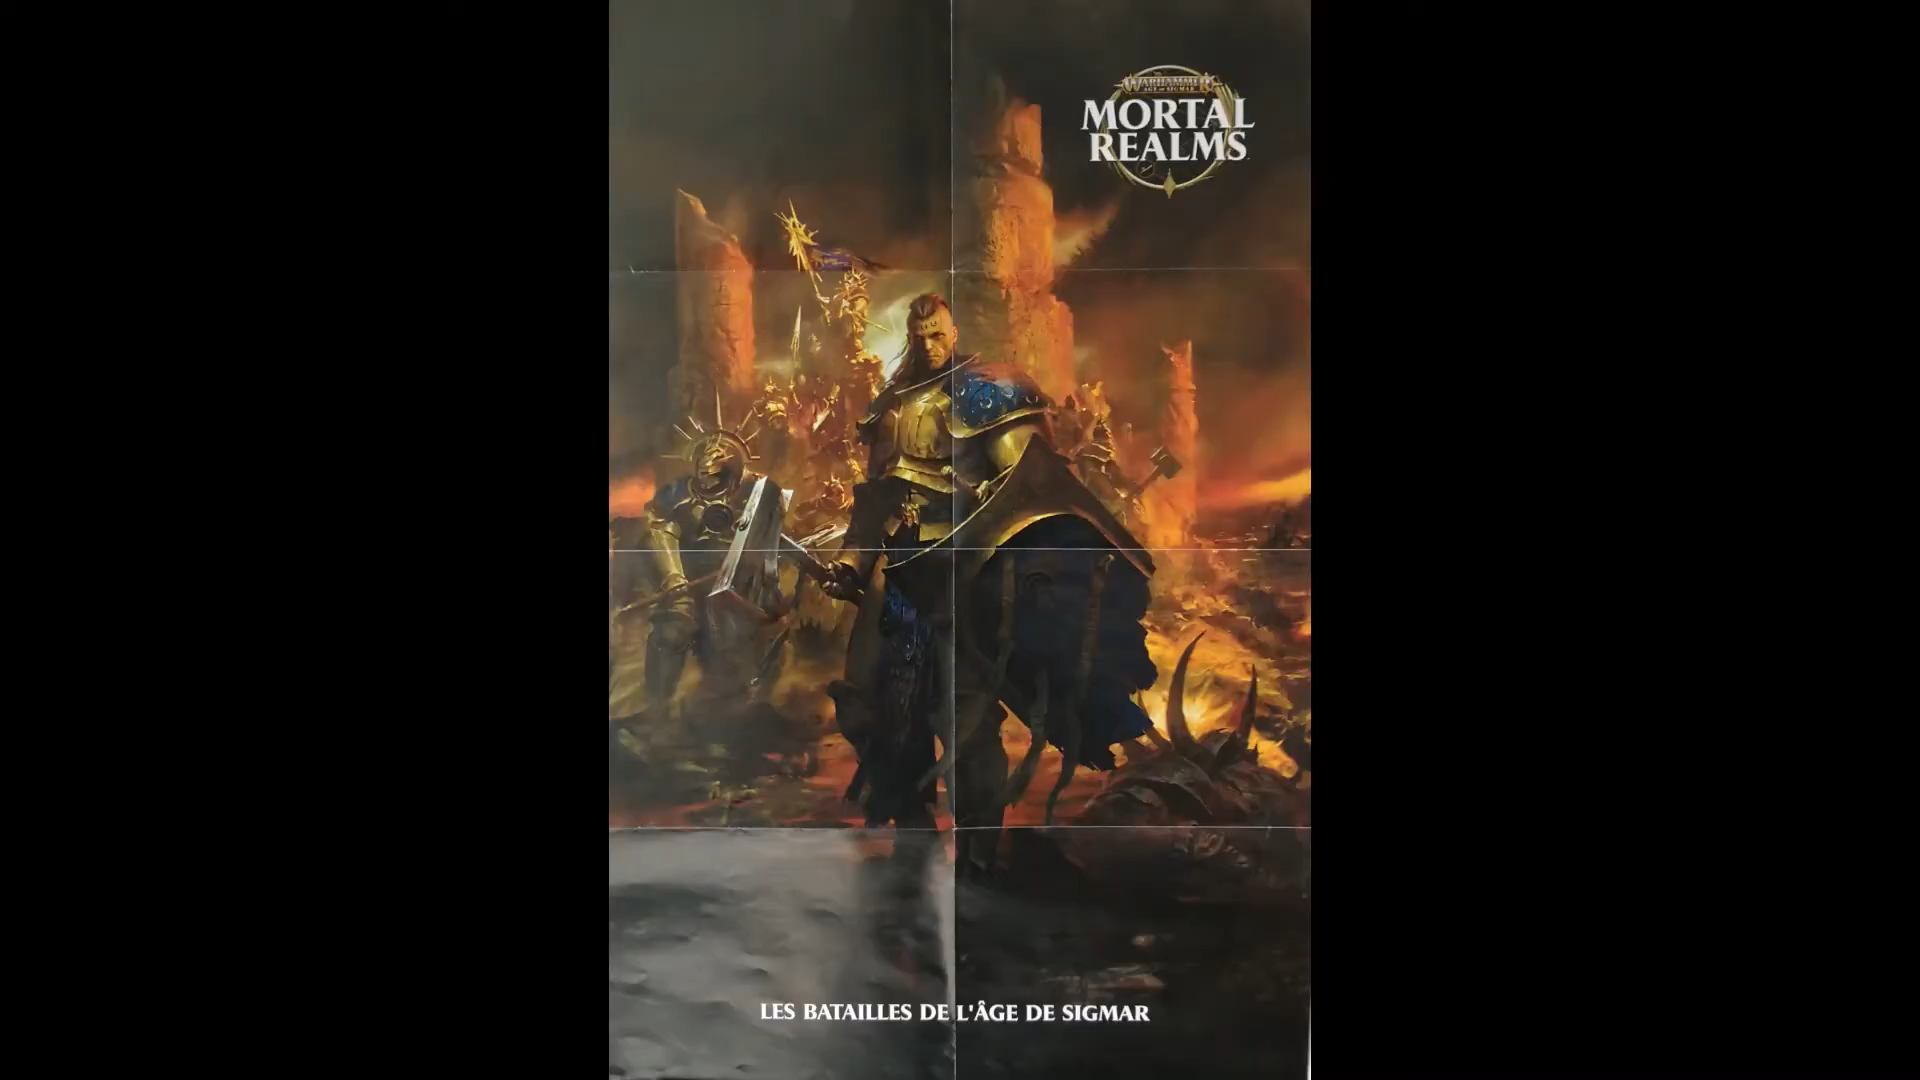 WARHAMMER
AGE OF SIGMAR
MORTAL
REALMS
LES BATAILLES DE L'ÂGE DE SIGMAR